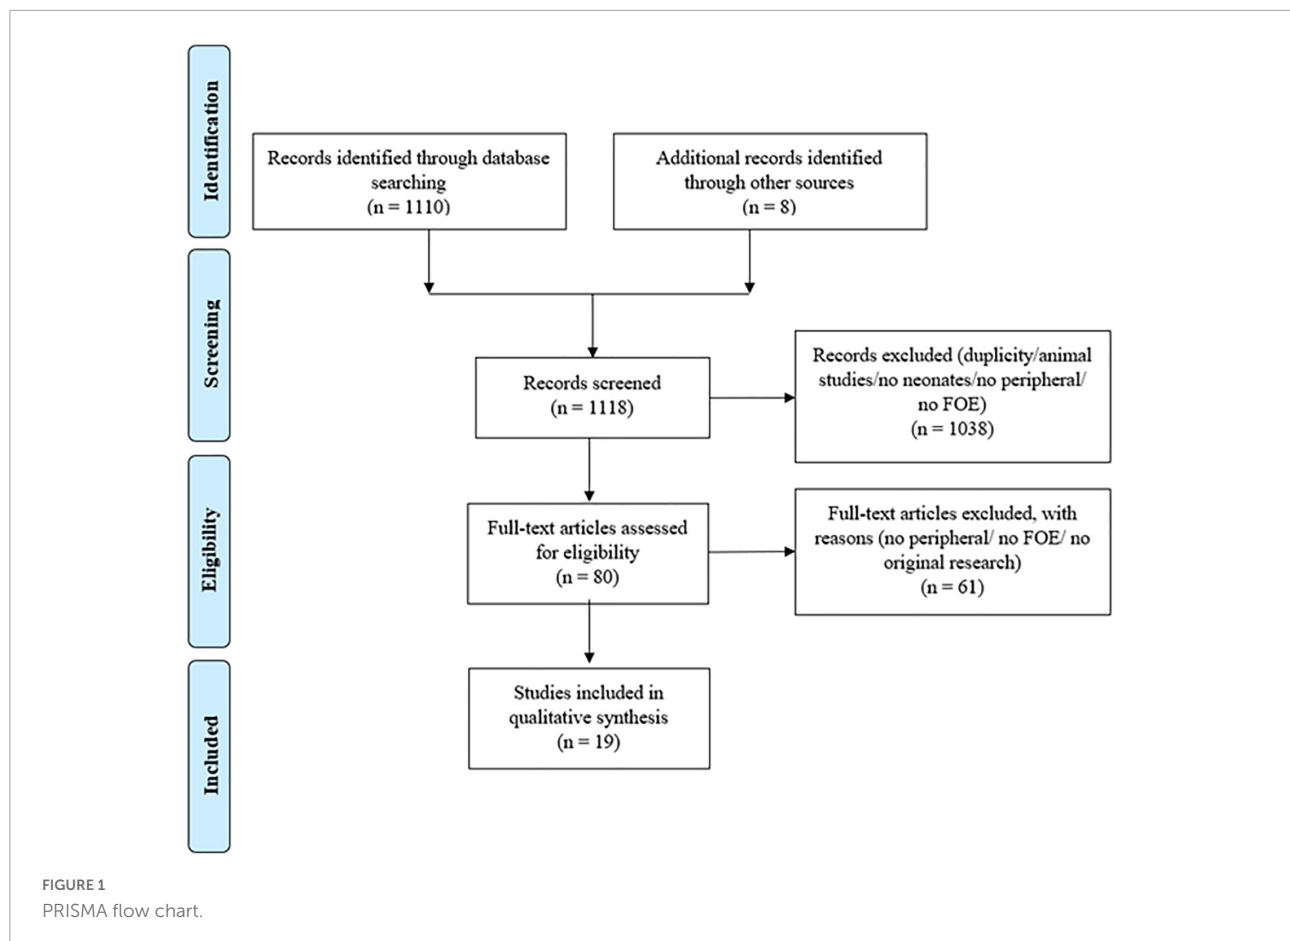 Identification
Records identified through database
searching
(n = 1110)
Additional records identified
through other sources
(n = 8)
Screening
Records screened
(n = 1118)
Records excluded (duplicity/animal
studies/no neonates/no peripheral/
no FOE)
(n = 1038)
Eligibility
Full-text articles assessed
for eligibility
(n = 80)
Full-text articles excluded, with
reasons (no peripheral/ no FOE/ no
original research)
(n = 61)
Included
Studies included in
qualitative synthesis
(n = 19)
FIGURE 1
PRISMA flow chart.